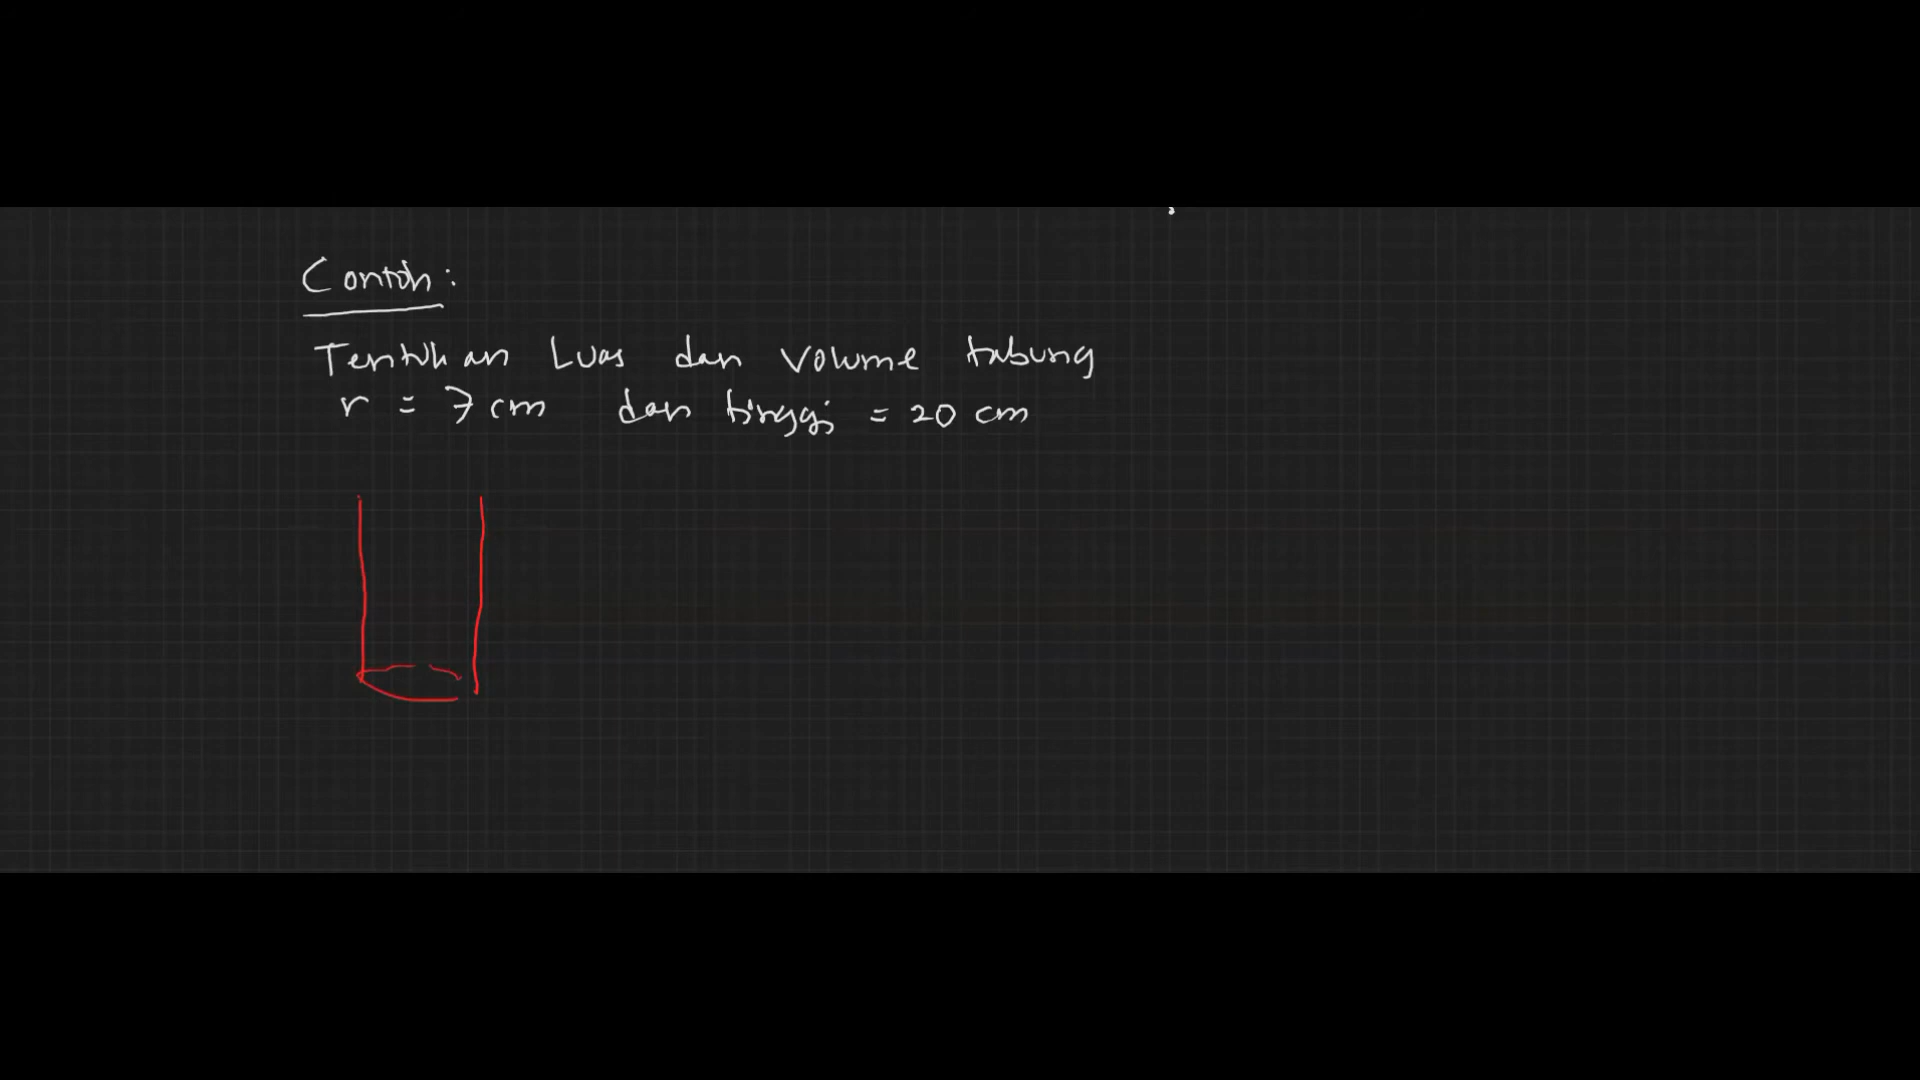 Contoh:
Tentukan Luas dan Volume tabung
r = 7 cm dan tinggi = 20 cm